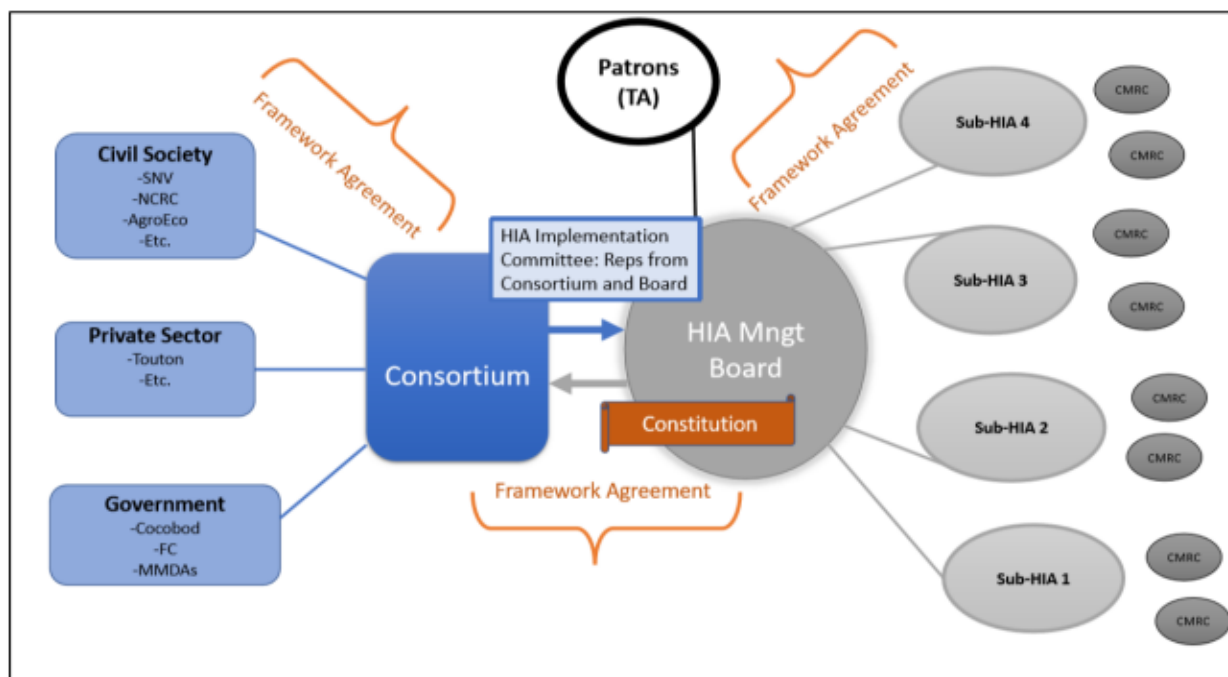 Patrons
(TA)
Framework Agreement
Framework Agreement
Civil Society
-SNV
-NCRC
-AgroEco
-Etc.
Private Sector
-Touton
-Etc.
Government
-Cocobod
-FC
-MMDAs
Consortium
HIA Implementation
Committee: Reps from
Consortium and Board
HIA Mngt
Board
Constitution
Framework Agreement
Sub-HIA 4
CMRC
CMRC
Sub-HIA 3
CMRC
CMRC
Sub-HIA 2
CMRC
CMRC
Sub-HIA 1
CMRC
CMRC